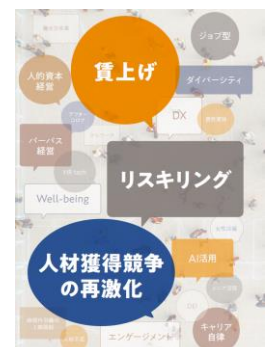 ジョブ型
賃上げ
人的資本
経営
ダイバーシティ
DX
パーパス
経営
リスキリング
Well-being
人材獲得競争
の再激化
AI活用
エンゲージメント
キャリア
自律